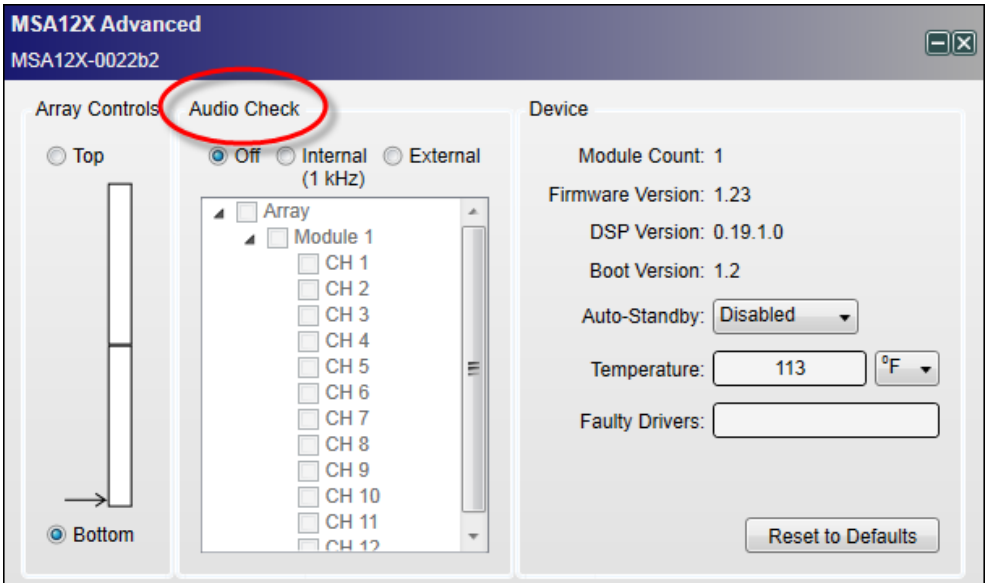 MSA12X Advanced
MSA12X-0022b2
Array Controls
Top
Bottom
Audio Check
Off Internal External
(1 kHz)
Array
Module 1
CH 1
CH 2
CH 3
CH 4
CH 5
CH 6
CH 7
CH 8
CH 9
CH 10
CH 11
CH 12
Device
Module Count: 1
Firmware Version: 1.23
DSP Version: 0.19.1.0
Boot Version: 1.2
Auto-Standby: Disabled
Temperature: 113 °F
Faulty Drivers:
Reset to Defaults